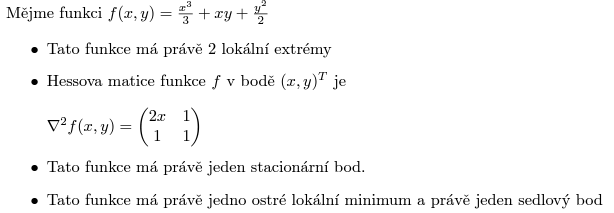 Mějme funkci $f(x, y) = \frac{x^3}{3} + xy + \frac{y^2}{2}$
• Tato funkce má právě 2 lokální extrémy
• Hessova matice funkce $f$ v bodě $(x, y)^T$ je
$\nabla^2 f(x, y) = \begin{pmatrix} 2x & 1 \\ 1 & 1 \end{pmatrix}$
• Tato funkce má právě jeden stacionární bod.
• Tato funkce má právě jedno ostré lokální minimum a právě jeden sedlový bod